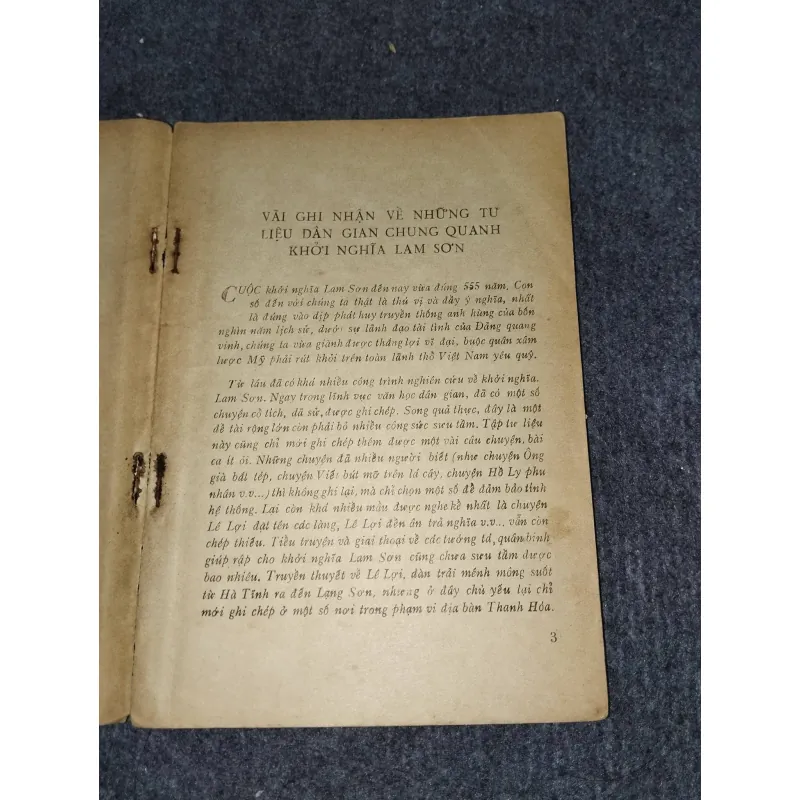 VÀI GHI NHẬN VỀ NHỮNG TƯ
LIỆU DÂN GIAN CHUNG QUANH
KHỞI NGHĨA LAM SƠN
CUỘC khởi nghĩa Lam Sơn đến nay vừa đúng 555 năm. Con
số đến với chúng ta thật là thú vị và đầy ý nghĩa, nhất
là đúng vào dịp phát huy truyền thống anh hùng của bốn
nghìn năm lịch sử, dưới sự lãnh đạo tài tình của Đảng quang
vinh, chúng ta vừa giành được thắng lợi vĩ đại, buộc quân xâm
lược Mỹ phải rút khỏi trên toàn lãnh thổ Việt Nam yêu quý.
Từ lâu đã có khá nhiều công trình nghiên cứu về khởi nghĩa
Lam Sơn. Ngay trong lĩnh vực văn học dân gian, đã có một số
chuyện cổ tích, dã sử, được ghi chép. Song quả thực, đây là một
đề tài rộng lớn còn phải bỏ nhiều công sức sưu tầm. Tập tư liệu
này cũng chỉ mới ghi chép thêm được một vài câu chuyện, bài
ca ít ỏi. Những chuyện đã nhiều người biết (như chuyện Ông
già bắt tép, chuyện Viết bút mỡ trên lá cây, chuyện Hồ Ly phu
nhân v.v...) thì không ghi lại, mà chỉ chọn một số để đảm bảo tính
hệ thống. Lại còn khá nhiều mẩu được nghe kể nhất là chuyện
Lê Lợi đặt tên các làng, Lê Lợi đền ân trả nghĩa v.v.., vẫn còn
chép thiếu. Tiểu truyện và giai thoại về các tướng tá, quân binh
giúp rập cho khởi nghĩa Lam Sơn cũng chưa sưu tầm được
bao nhiêu. Truyền thuyết về Lê Lợi, dàn trải mênh mông suốt
từ Hà Tĩnh ra đến Lạng Sơn, nhưng ở đây chủ yếu lại chỉ
mới ghi chép ở một số nơi trong phạm vi địa bàn Thanh Hóa.
3